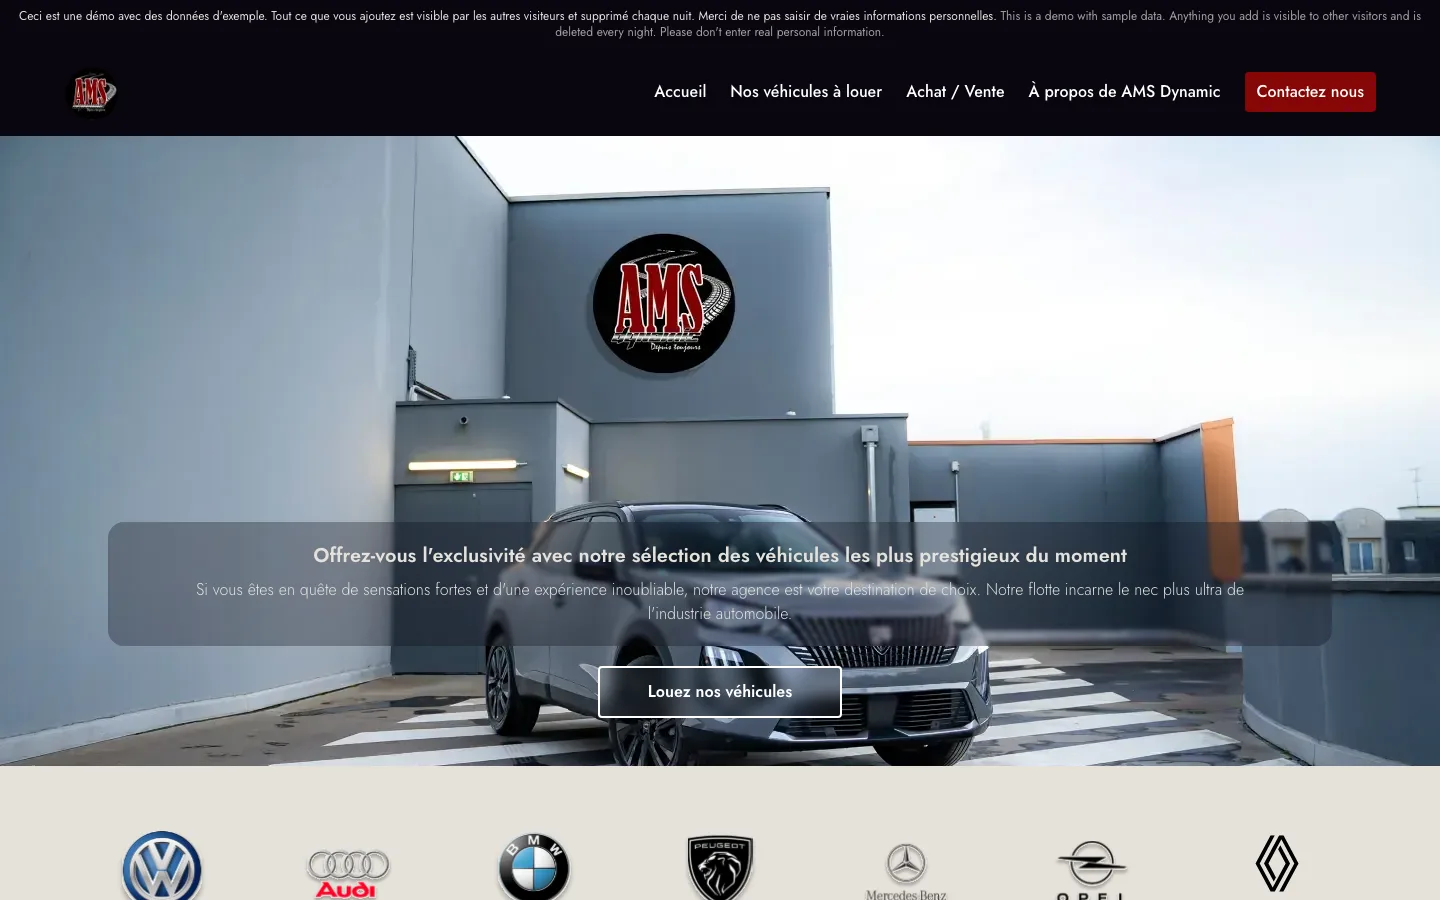 Ceci est une démo avec des données d'exemple. Tout ce que vous ajoutez est visible par les autres visiteurs et supprimé chaque nuit. Merci de ne pas saisir de vraies informations personnelles. This is a demo with sample data. Anything you add is visible to other visitors and is
deleted every night. Please don't enter real personal information.
AMS
Accueil
Nos véhicules à louer
Achat / Vente
À propos de AMS Dynamic
Contactez nous
AMS
Dynamic
Depuis toujours
Offrez-vous l'exclusivité avec notre sélection des véhicules les plus prestigieux du moment
Si vous êtes en quête de sensations fortes et d'une expérience inoubliable, notre agence est votre destination de choix. Notre flotte incarne le nec plus ultra de
l'industrie automobile.
Louez nos véhicules
Audi
BMW
PEUGEOT
Mercedes-Benz
OPEL